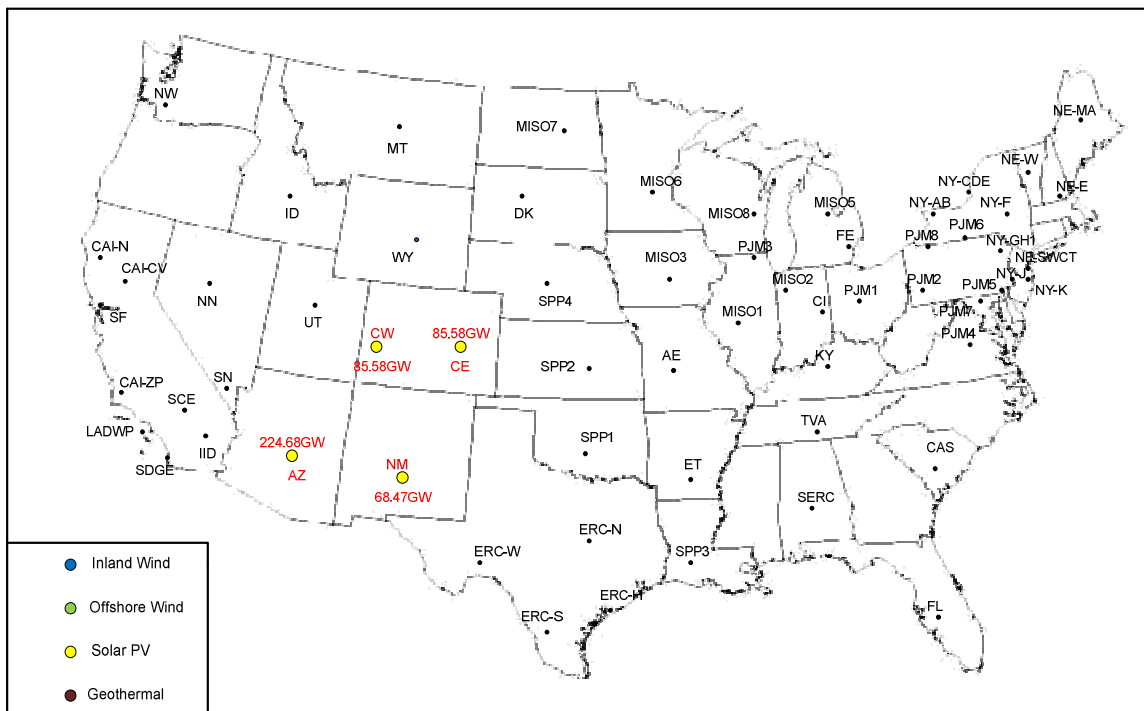 NW
NE-MA
MISO7
MT
NE-W
MISO6
NY-CDE
NE-E
ID
DK
MISO8
MISO5
NY-AB
NY-F
FE
PJM6
CAI-N
WY
PJM3
PJM8
NY-GH1
CAI-CV
MISO3
NE-SWCT
NN
SPP4
MISO2
PJM2
PJM5
NY-J
NY-K
SF
UT
MISO1
CI
PJM1
PJM7
CW
85.58GW
PJM4
85.58GW
CE
SPP2
AE
KY
CAI-ZP
SN
SCE
TVA
LADWP
IID
224.68GW
SPP1
CAS
SDGE
AZ
NM
68.47GW
ET
SERC
ERC-N
ERC-W
SPP3
ERC-H
ERC-S
FL
Inland Wind
Offshore Wind
Solar PV
Geothermal